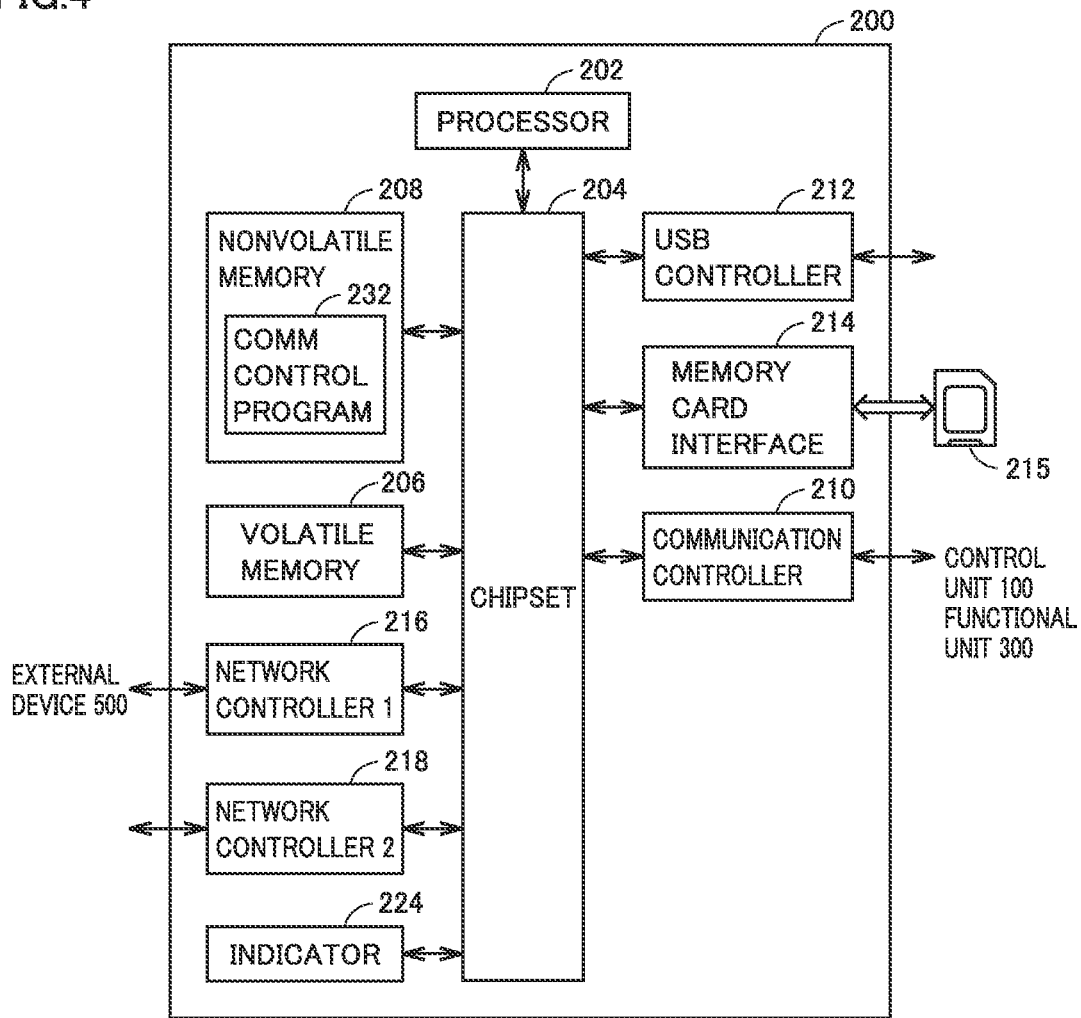 FIG.4
200
202
PROCESSOR
208
NONVOLATILE
MEMORY
232
COMM
CONTROL
PROGRAM
204
CHIPSET
212
USB
CONTROLLER
214
MEMORY
CARD
INTERFACE
215
206
VOLATILE
MEMORY
210
COMMUNICATION
CONTROLLER
CONTROL
UNIT 100
FUNCTIONAL
UNIT 300
216
NETWORK
CONTROLLER 1
EXTERNAL
DEVICE 500
218
NETWORK
CONTROLLER 2
224
INDICATOR